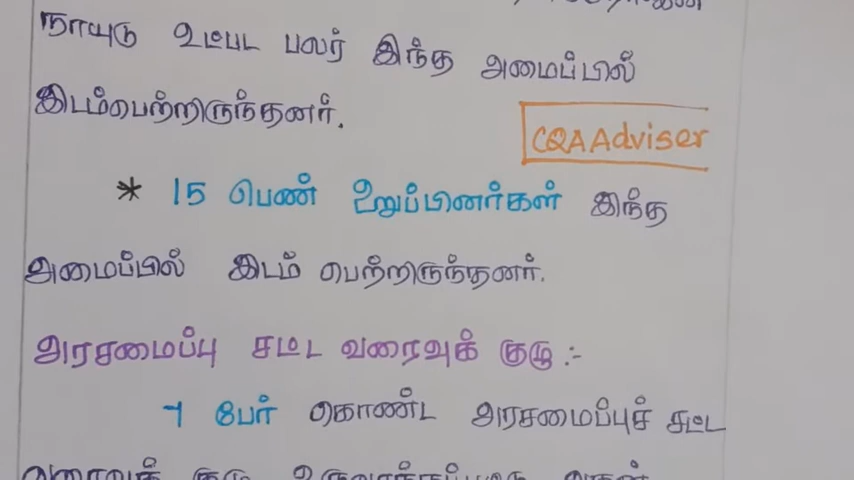 நாயுடு உட்பட பலர் இந்த அமைப்பில்
இடம்பெற்றிருந்தனர்.
CQAAdviser
* 15 பெண் உறுப்பினர்கள் இந்த
அமைப்பில் இடம் பெற்றிருந்தனர்.
அரசமைப்பு சட்ட வரைவுக் குழு :-
7 பேர் கொண்ட அரசமைப்புச் சட்ட
வரைவுக் குழு